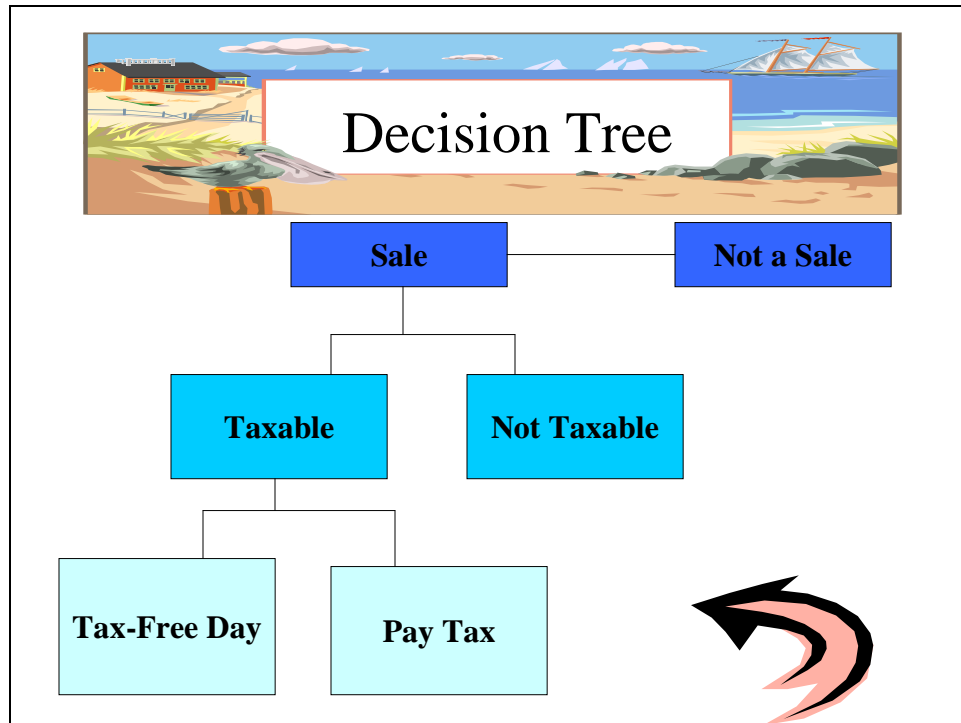 Decision Tree
Sale
Not a Sale
Taxable
Not Taxable
Tax-Free Day
Pay Tax